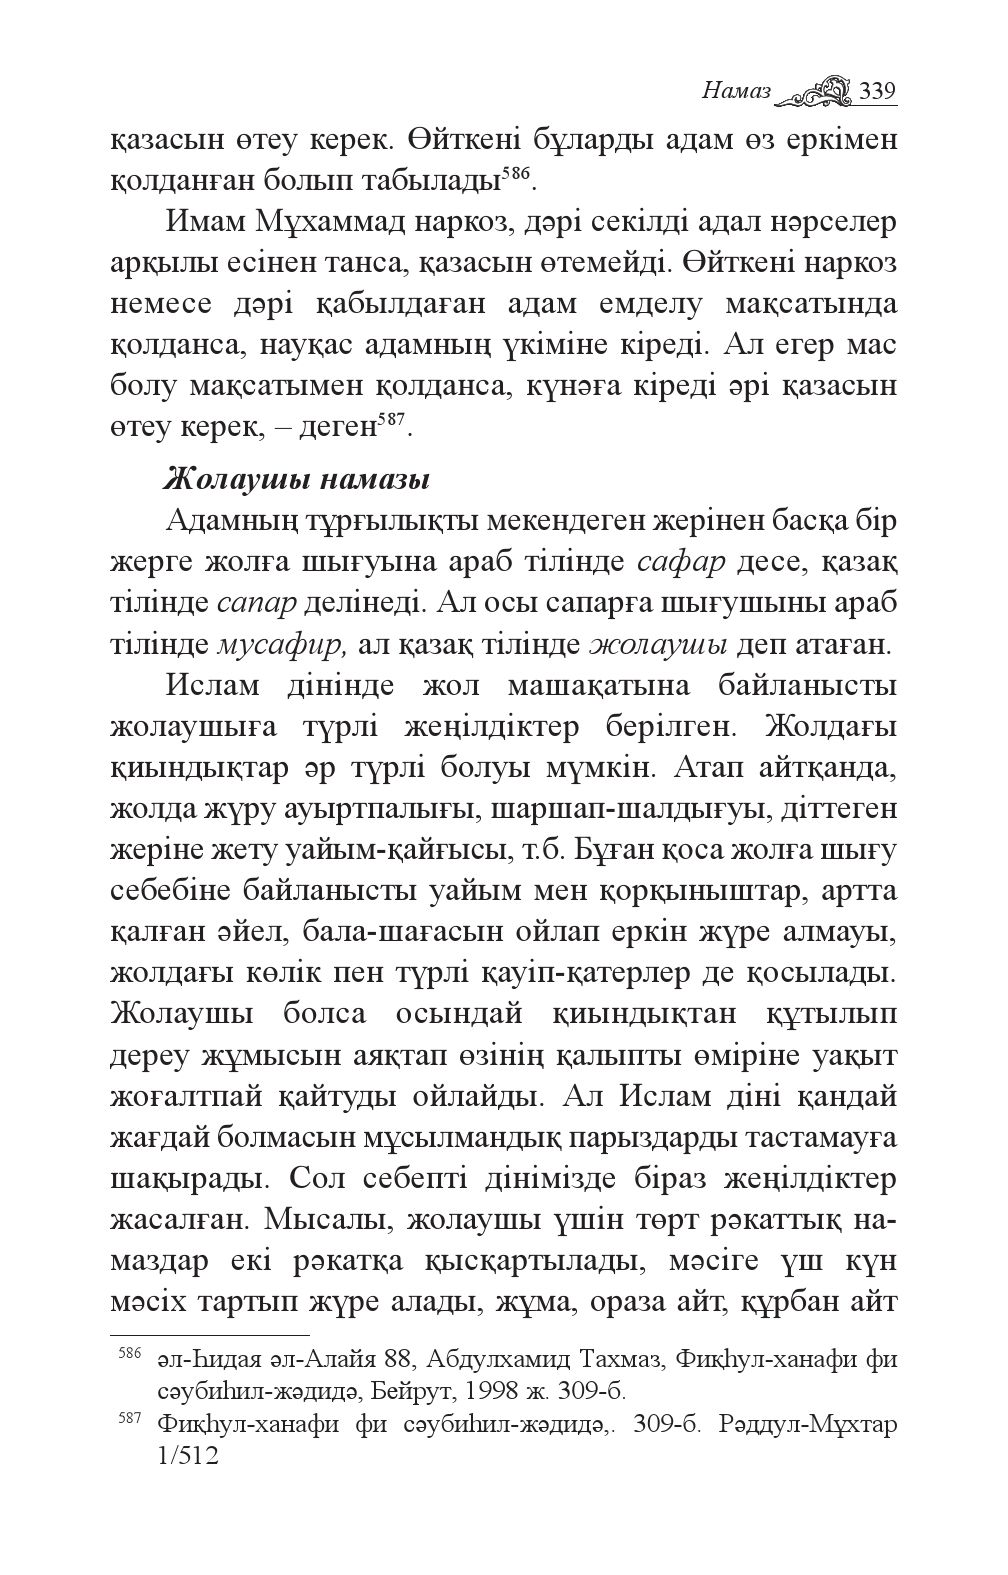 Намаз 339
қазасын өтеу керек. Өйткені бұларды адам өз еркімен
қолданған болып табылады586.
Имам Мұхаммад наркоз, дәрі секілді адал нәрселер
арқылы есінен танса, қазасын өтемейді. Өйткені наркоз
немесе дәрі қабылдаған адам емделу мақсатында
қолданса, науқас адамның үкіміне кіреді. Ал егер мас
болу мақсатымен қолданса, күнәға кіреді әрі қазасын
өтеу керек, – деген587.
Жолаушы намазы
Адамның тұрғылықты мекендеген жерінен басқа бір
жерге жолға шығуына араб тілінде сафар десе, қазақ
тілінде сапар делінеді. Ал осы сапарға шығушыны араб
тілінде мусафир, ал қазақ тілінде жолаушы деп атаған.
Ислам дінінде жол машақатына байланысты
жолаушыға түрлі жеңілдіктер берілген. Жолдағы
қиындықтар әр түрлі болуы мүмкін. Атап айтқанда,
жолда жүру ауыртпалығы, шаршап-шалдығуы, діттеген
жеріне жету уайым-қайғысы, т.б. Бұған қоса жолға шығу
себебіне байланысты уайым мен қорқыныштар, артта
қалған әйел, бала-шағасын ойлап еркін жүре алмауы,
жолдағы көлік пен түрлі қауіп-қатерлер де қосылады.
Жолаушы болса осындай қиындықтан құтылып
дереу жұмысын аяқтап өзінің қалыпты өміріне уақыт
жоғалтпай қайтуды ойлайды. Ал Ислам діні қандай
жағдай болмасын мұсылмандық парыздарды тастамауға
шақырады. Сол себепті дінімізде біраз жеңілдіктер
жасалған. Мысалы, жолаушы үшін төрт рәкаттық на-
маздар екі рәкатқа қысқартылады, мәсіге үш күн
мәсіх тартып жүре алады, жұма, ораза айт, құрбан айт
586 әл-Һидая әл-Алайя 88, Абдулхамид Тахмаз, Фиқһул-ханафи фи
сәубиһил-жәдидә, Бейрут, 1998 ж. 309-б.
587 Фиқһул-ханафи фи сәубиһил-жәдидә,. 309-б. Рәддул-Мұхтар
1/512